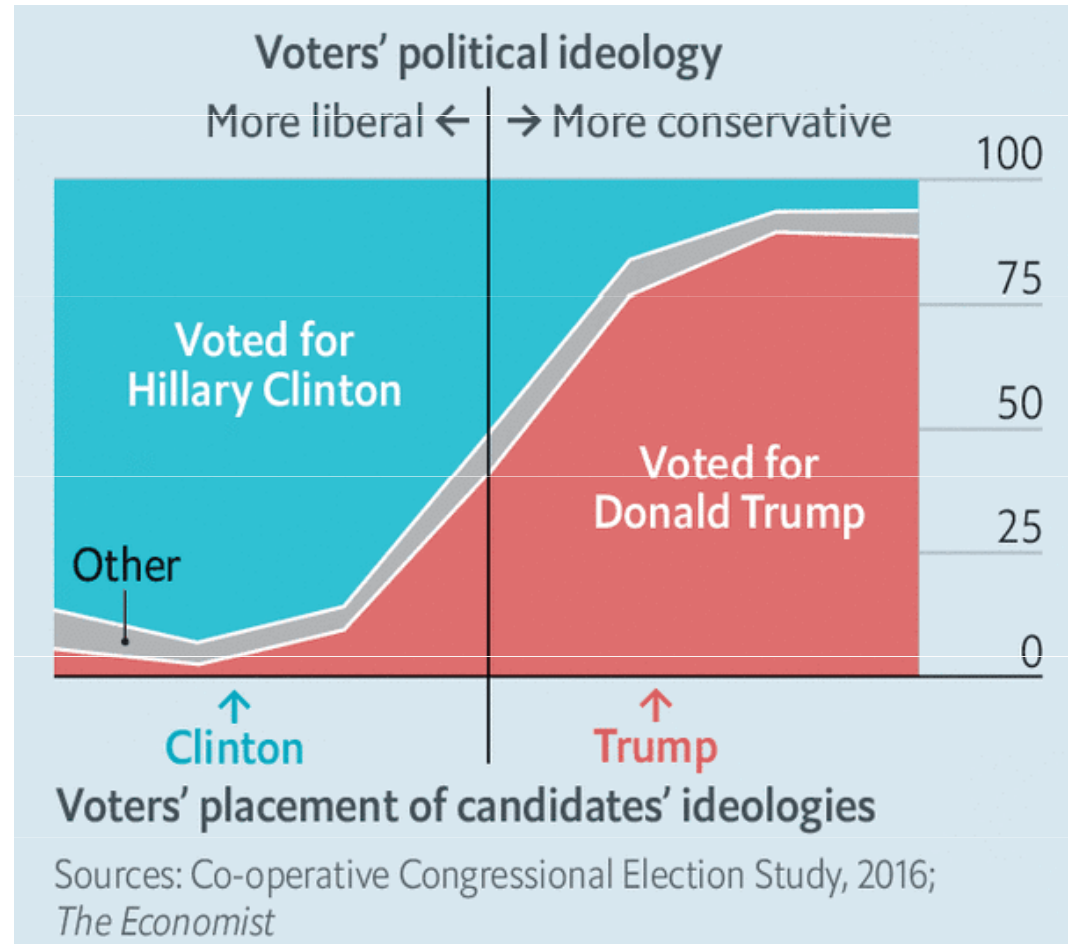 Voters’ political ideology
More liberal ← → More conservative
100
75
Voted for
Hillary Clinton
50
Voted for
Donald Trump
25
Other
0
↑ ↑
Clinton Trump
Voters’ placement of candidates’ ideologies
Sources: Co-operative Congressional Election Study, 2016;
The Economist